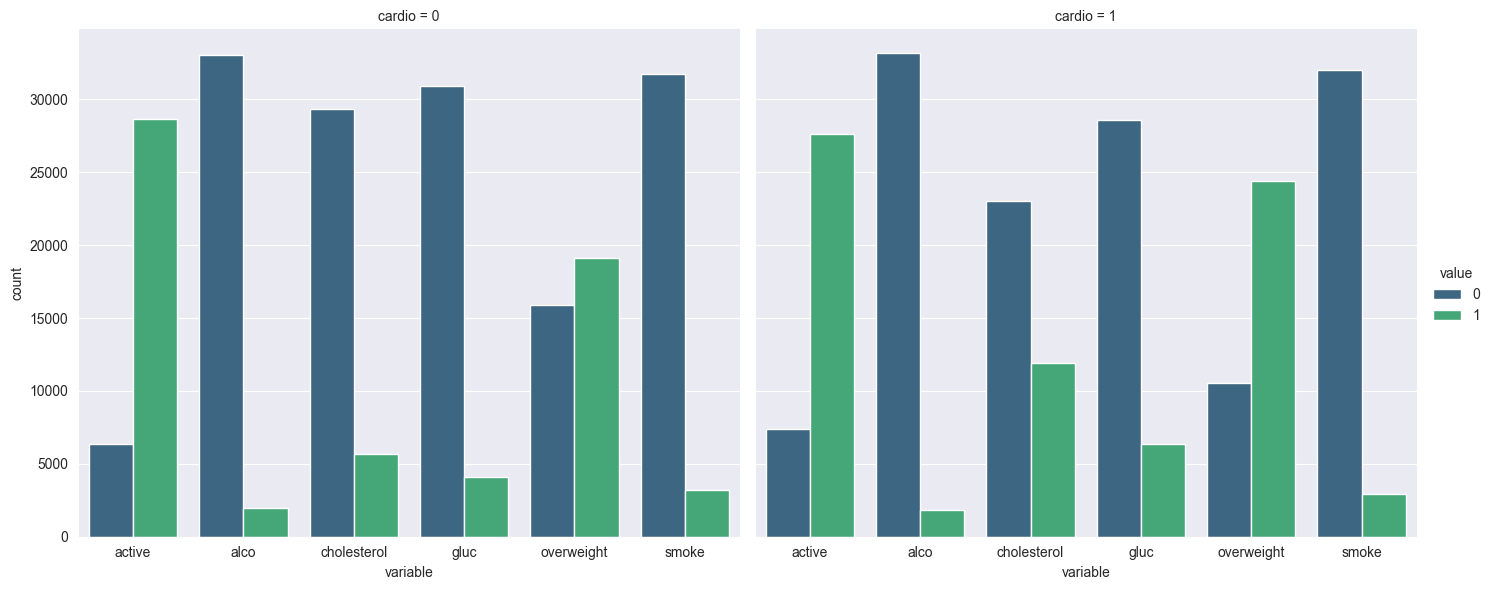 cardio = 0
cardio = 1
30000
25000
20000
15000
10000
5000
0
count
active alco cholesterol gluc overweight smoke
variable
active alco cholesterol gluc overweight smoke
variable
value
0
1